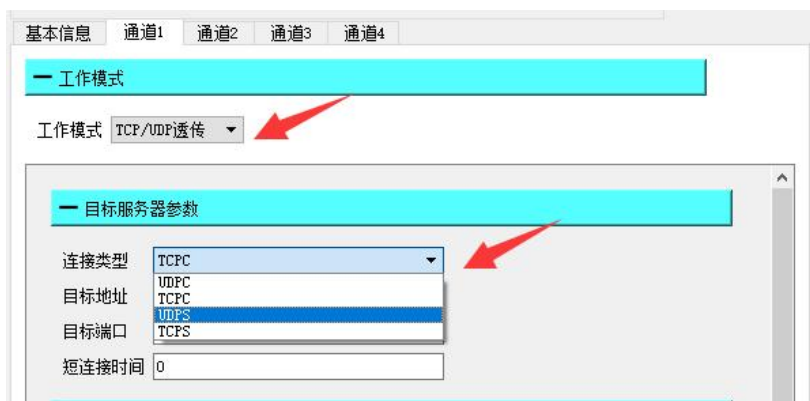 基本信息 通道1 通道2 通道3 通道4
一 工作模式
工作模式 TCP/UDP透传
一 目标服务器参数
连接类型 TCPC
UDPC
目标地址 TCPC
UDPS
目标端口 TCPS
短连接时间 0